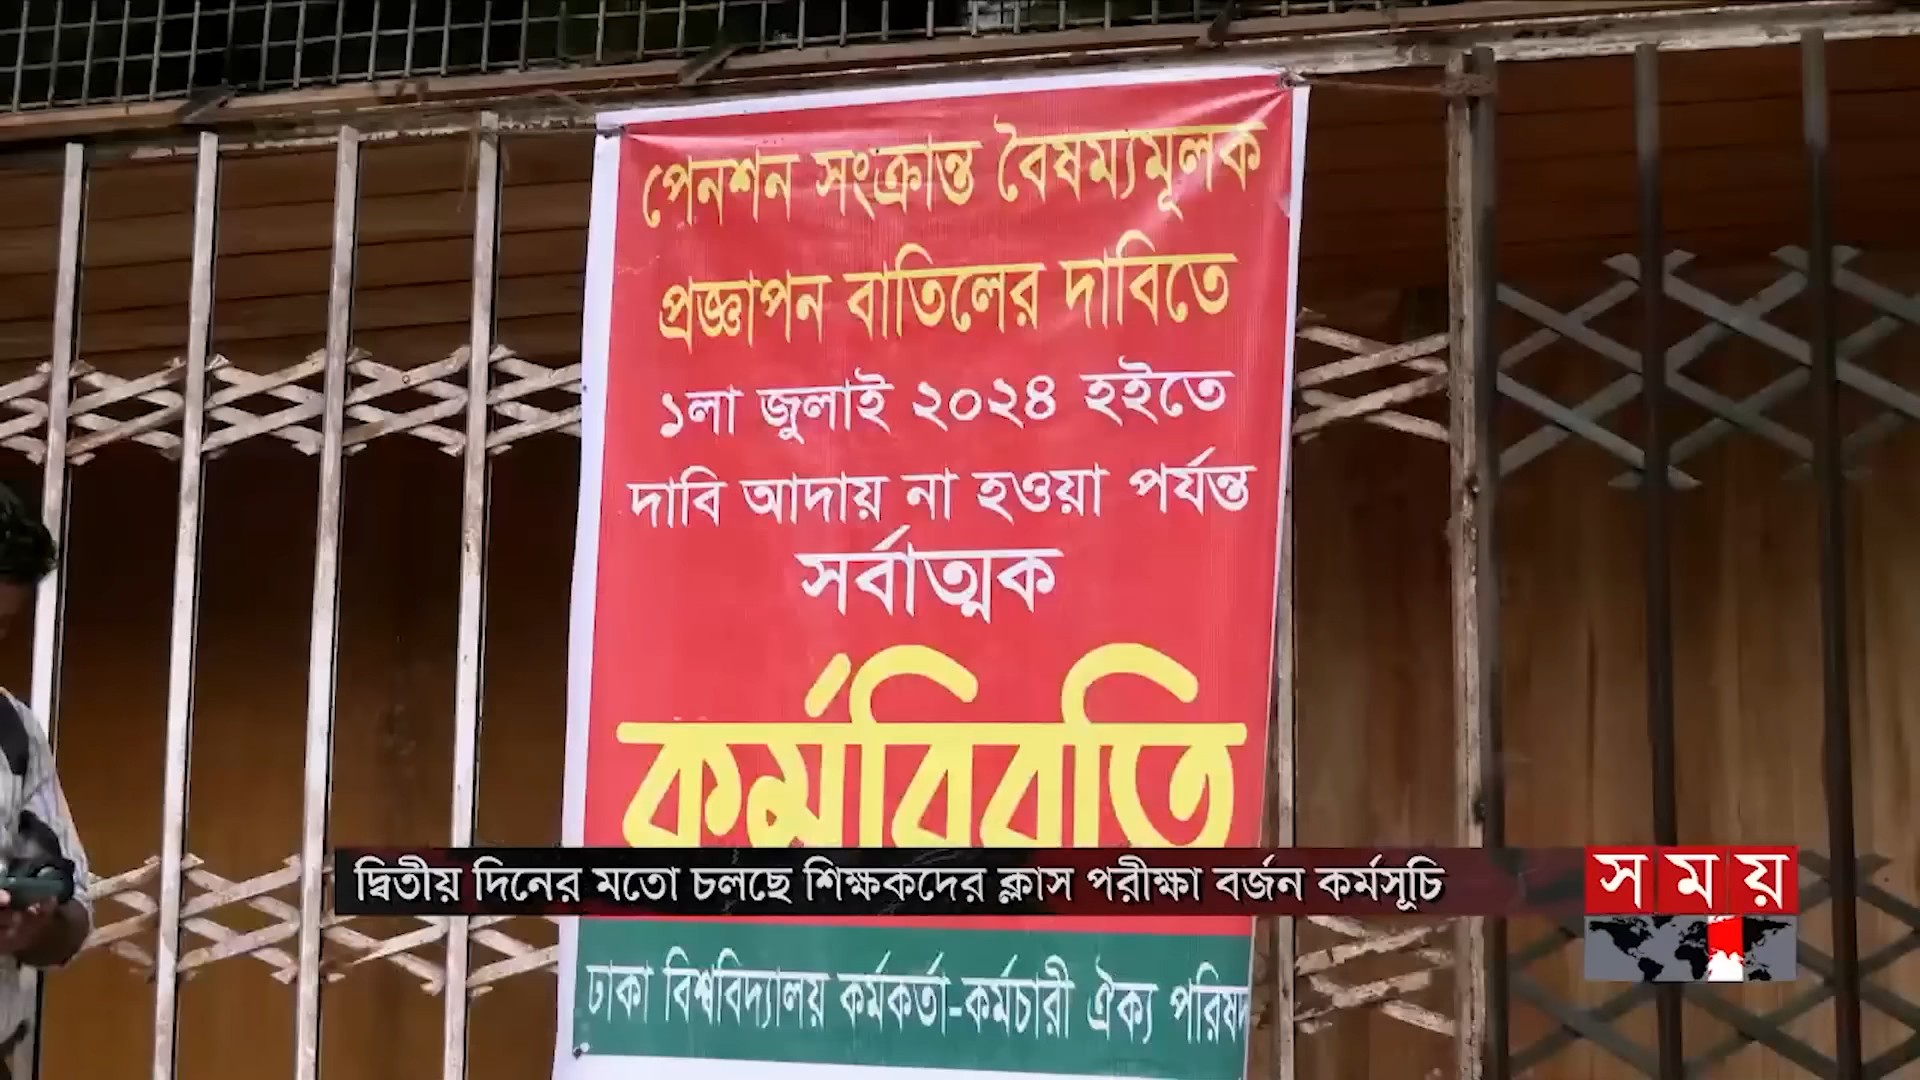 পেনশন সংক্রান্ত বৈষম্যমূলক
প্রজ্ঞাপন বাতিলের দাবিতে
১লা জুলাই ২০২৪ হইতে
দাবি আদায় না হওয়া পর্যন্ত
সর্বাত্মক
কর্মবিরতি
দ্বিতীয় দিনের মতো চলছে শিক্ষকদের ক্লাস পরীক্ষা বর্জন কর্মসূচি
সময়
ঢাকা বিশ্ববিদ্যালয় কর্মকর্তা-কর্মচারী ঐক্য পরিষদ